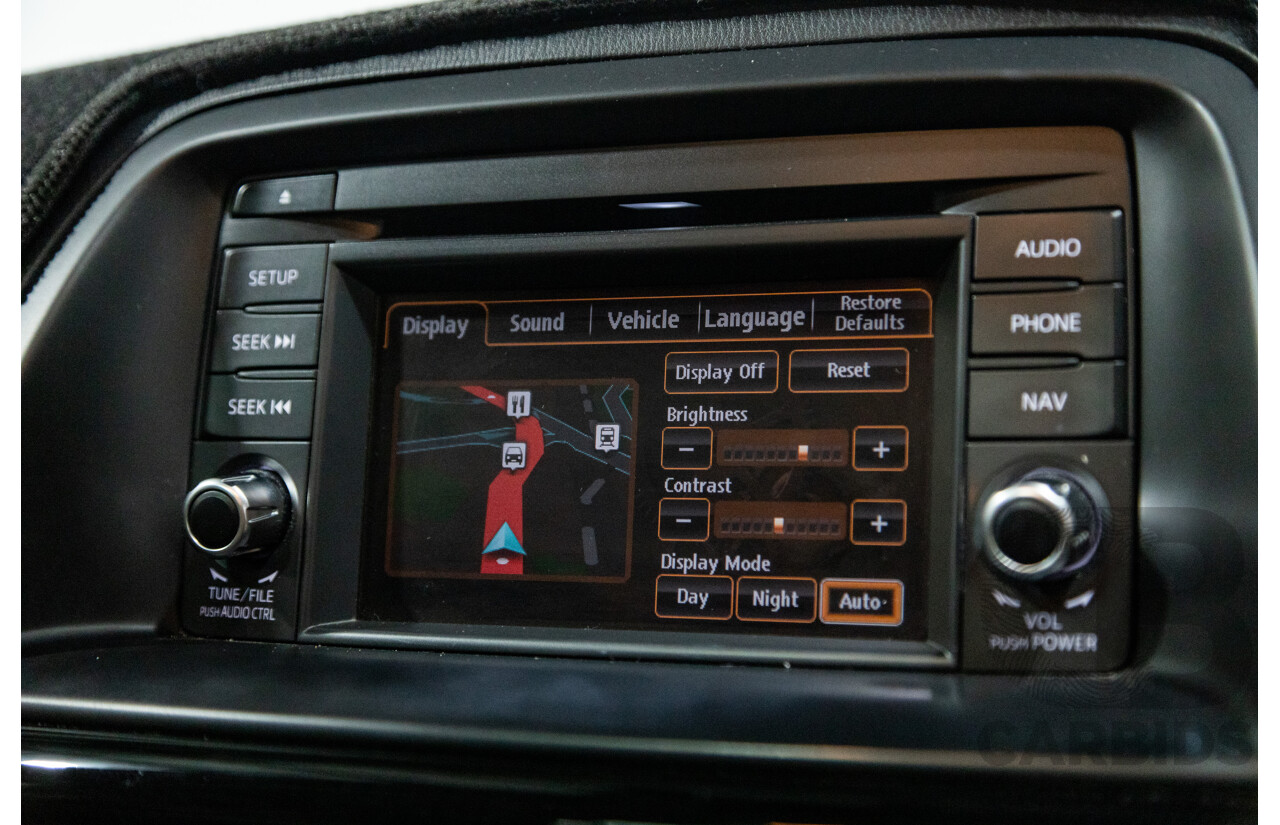 SETUP
SEEK
SEEK
TUNE/FILE
PUSH AUDIO CTRL
Display
Sound
Vehicle
Language
Restore
Defaults
Display Off
Reset
Brightness
- +
Contrast
- +
Display Mode
Day
Night
Auto
AUDIO
PHONE
NAV
VOL
PUSH POWER
CARBIDS